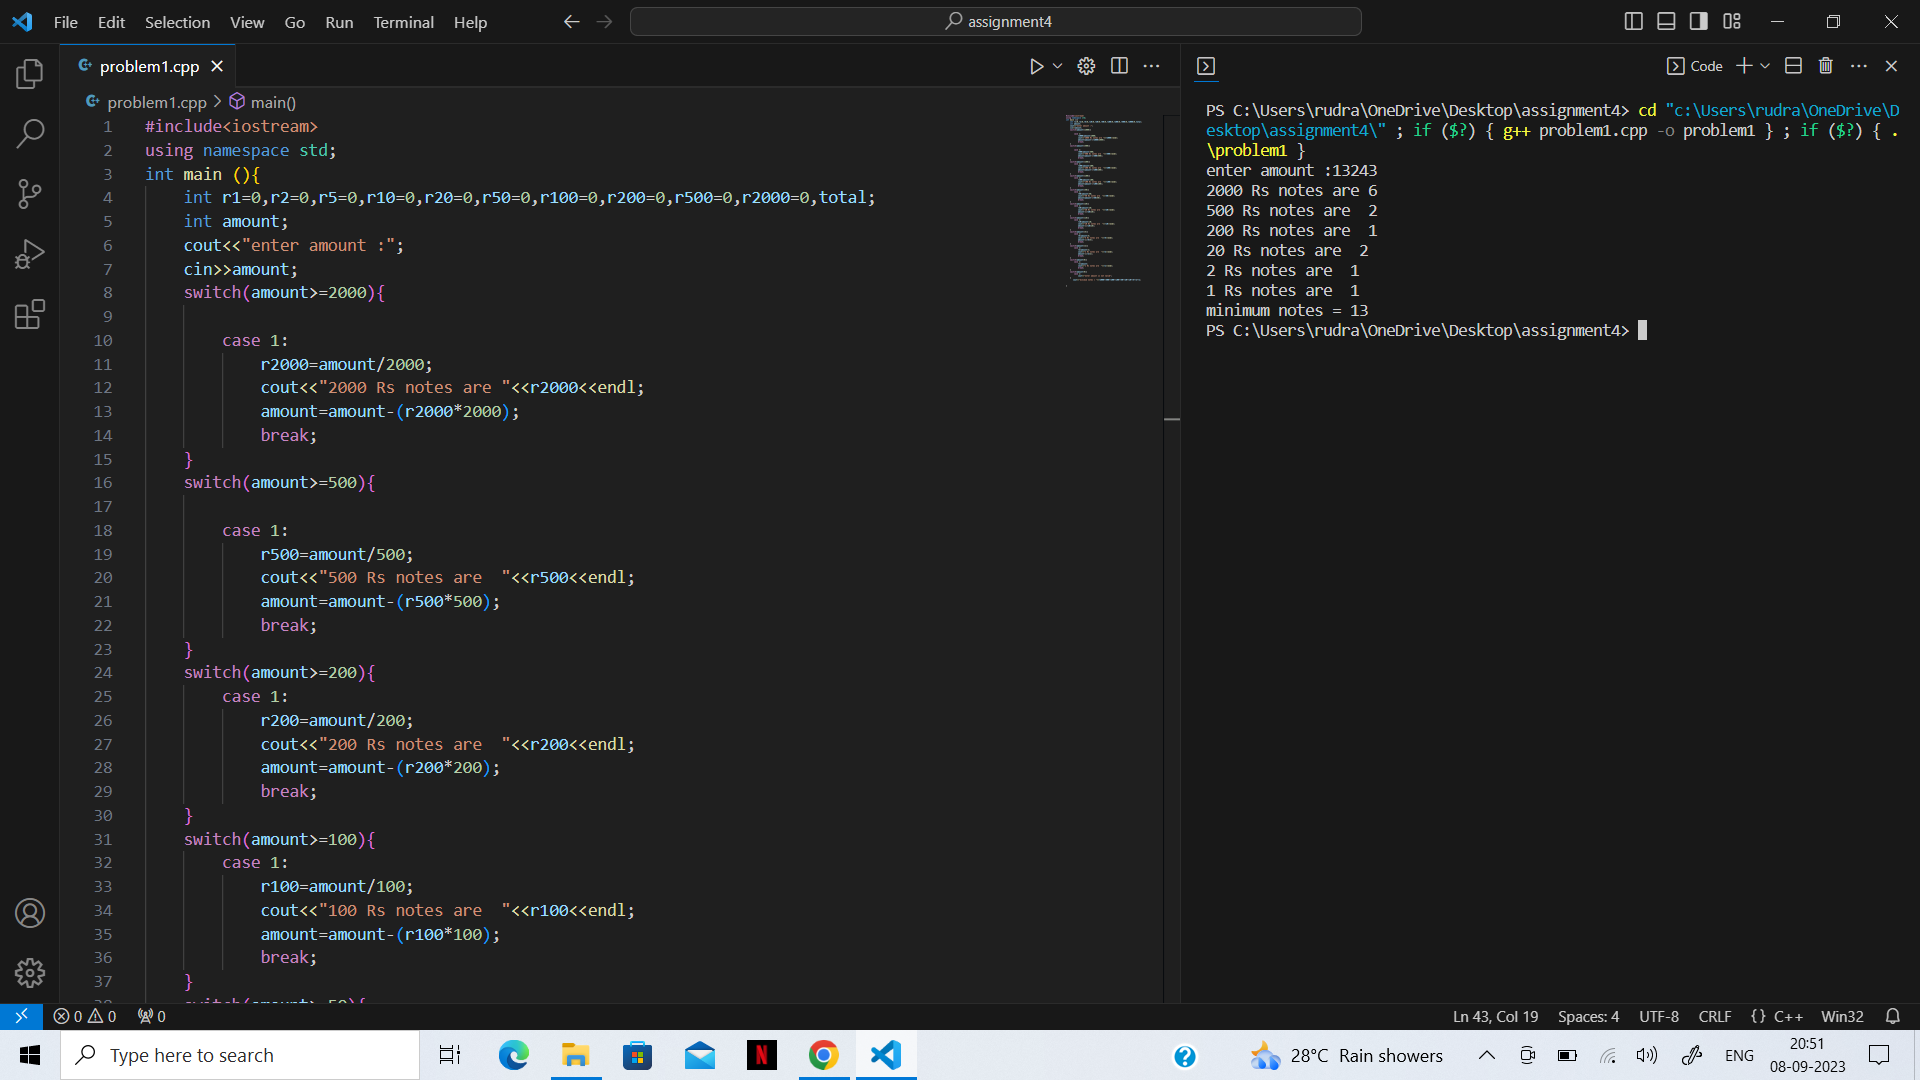 File Edit Selection View Go Run Terminal Help
assignment4
problem1.cpp
Code
problem1.cpp > main()
1 #include<iostream>
2 using namespace std;
3 int main (){
4 int r1=0,r2=0,r5=0,r10=0,r20=0,r50=0,r100=0,r200=0,r500=0,r2000=0,total;
5 int amount;
6 cout<<"enter amount :";
7 cin>>amount;
8 switch(amount>=2000){
9
10 case 1:
11 r2000=amount/2000;
12 cout<<"2000 Rs notes are "<<r2000<<endl;
13 amount=amount-(r2000*2000);
14 break;
15 }
16 switch(amount>=500){
17
18 case 1:
19 r500=amount/500;
20 cout<<"500 Rs notes are  "<<r500<<endl;
21 amount=amount-(r500*500);
22 break;
23 }
24 switch(amount>=200){
25 case 1:
26 r200=amount/200;
27 cout<<"200 Rs notes are  "<<r200<<endl;
28 amount=amount-(r200*200);
29 break;
30 }
31 switch(amount>=100){
32 case 1:
33 r100=amount/100;
34 cout<<"100 Rs notes are  "<<r100<<endl;
35 amount=amount-(r100*100);
36 break;
37 }
PS C:\Users\rudra\OneDrive\Desktop\assignment4> cd "c:\Users\rudra\OneDrive\D
esktop\assignment4\" ; if ($?) { g++ problem1.cpp -o problem1 } ; if ($?) { .
\problem1 }
enter amount :13243
2000 Rs notes are 6
500 Rs notes are  2
200 Rs notes are  1
20 Rs notes are  2
2 Rs notes are  1
1 Rs notes are  1
minimum notes = 13
PS C:\Users\rudra\OneDrive\Desktop\assignment4>
0 0 0
Ln 43, Col 19 Spaces: 4 UTF-8 CRLF {} C++ Win32
Type here to search
28°C Rain showers
ENG
20:51
08-09-2023